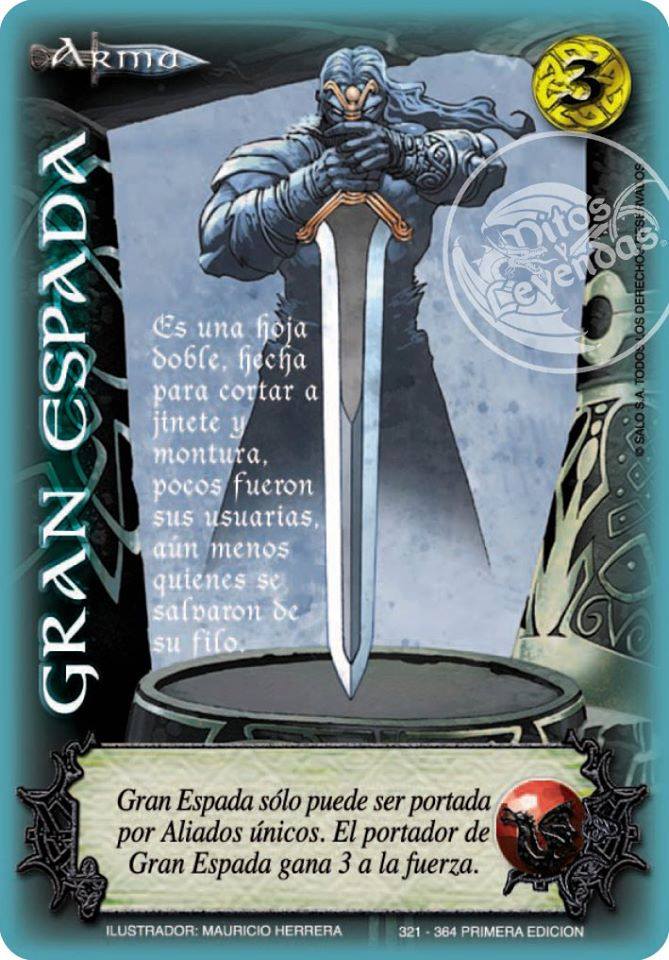 Arma
3
GRAN ESPADA
Mitos
y
Leyendas
© SALO S.A. TODOS LOS DERECHOS RESERVADOS
Es una hoja
doble, hecha
para cortar a
jinete y
montura,
pocos fueron
sus usuarias,
aún menos
quienes se
salvaron de
su filo.
Gran Espada sólo puede ser portada
por Aliados únicos. El portador de
Gran Espada gana 3 a la fuerza.
ILUSTRADOR: MAURICIO HERRERA
321 - 364 PRIMERA EDICION